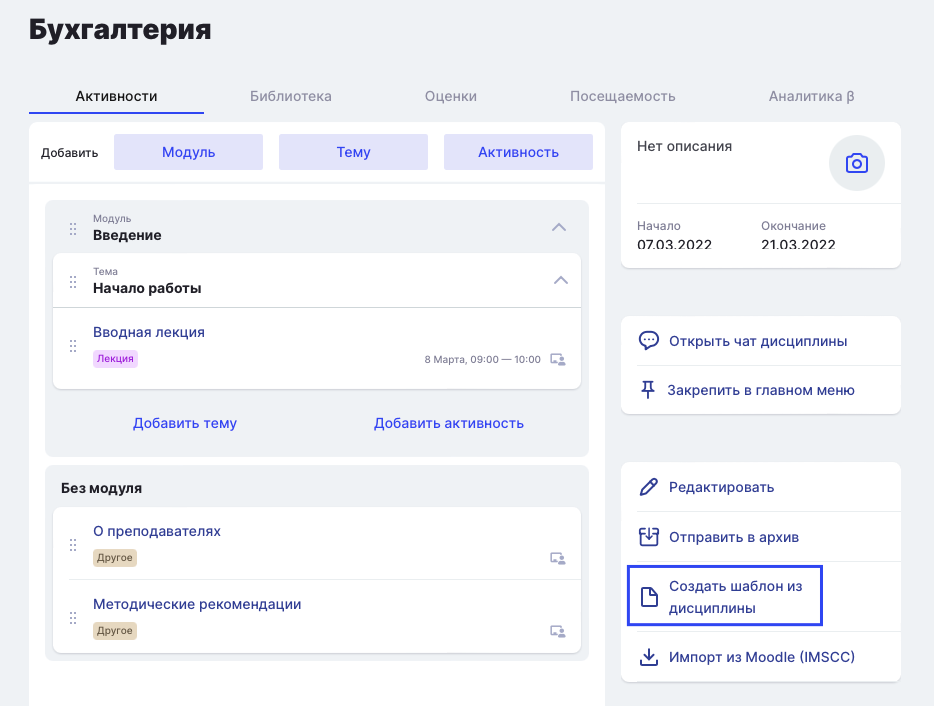 Бухгалтерия
Активности
Библиотека
Оценки
Посещаемость
Аналитика β
Добавить
Модуль
Тему
Активность
Модуль
Введение
Тема
Начало работы
Вводная лекция
Лекция
8 Марта, 09:00 — 10:00
Добавить тему
Добавить активность
Без модуля
О преподавателях
Другое
Методические рекомендации
Другое
Нет описания
Начало
07.03.2022
Окончание
21.03.2022
Открыть чат дисциплины
Закрепить в главном меню
Редактировать
Отправить в архив
Создать шаблон из
дисциплины
Импорт из Moodle (IMSCC)